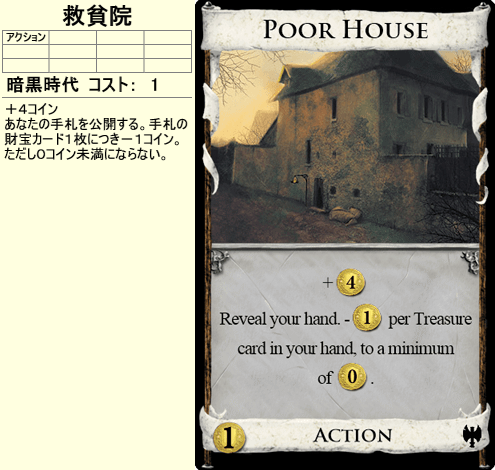 救貧院
アクション
暗黒時代 コスト: 1
+4コイン
あなたの手札を公開する。手札の
財宝カード1枚につき-1コイン。
ただし0コイン未満にならない。
POOR HOUSE
+ 4
Reveal your hand. - 1 per Treasure
card in your hand, to a minimum
of 0 .
1 ACTION